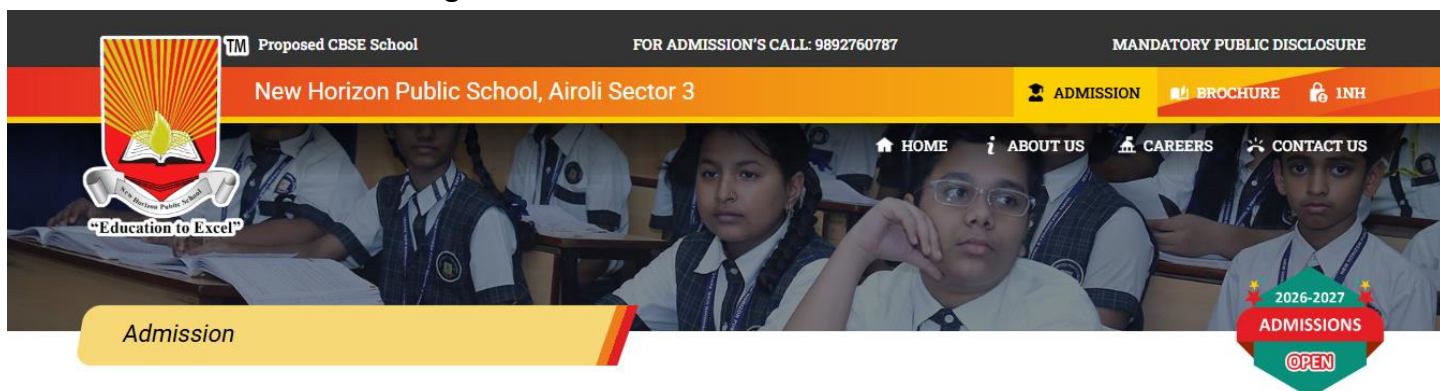 TM
Proposed CBSE School
FOR ADMISSION'S CALL: 9892760787
MANDATORY PUBLIC DISCLOSURE
New Horizon Public School, Airoli Sector 3
ADMISSION
BROCHURE
1NH
HOME
ABOUT US
CAREERS
CONTACT US
New Horizon Public School
“Education to Excel”
Admission
2026-2027
ADMISSIONS
OPEN